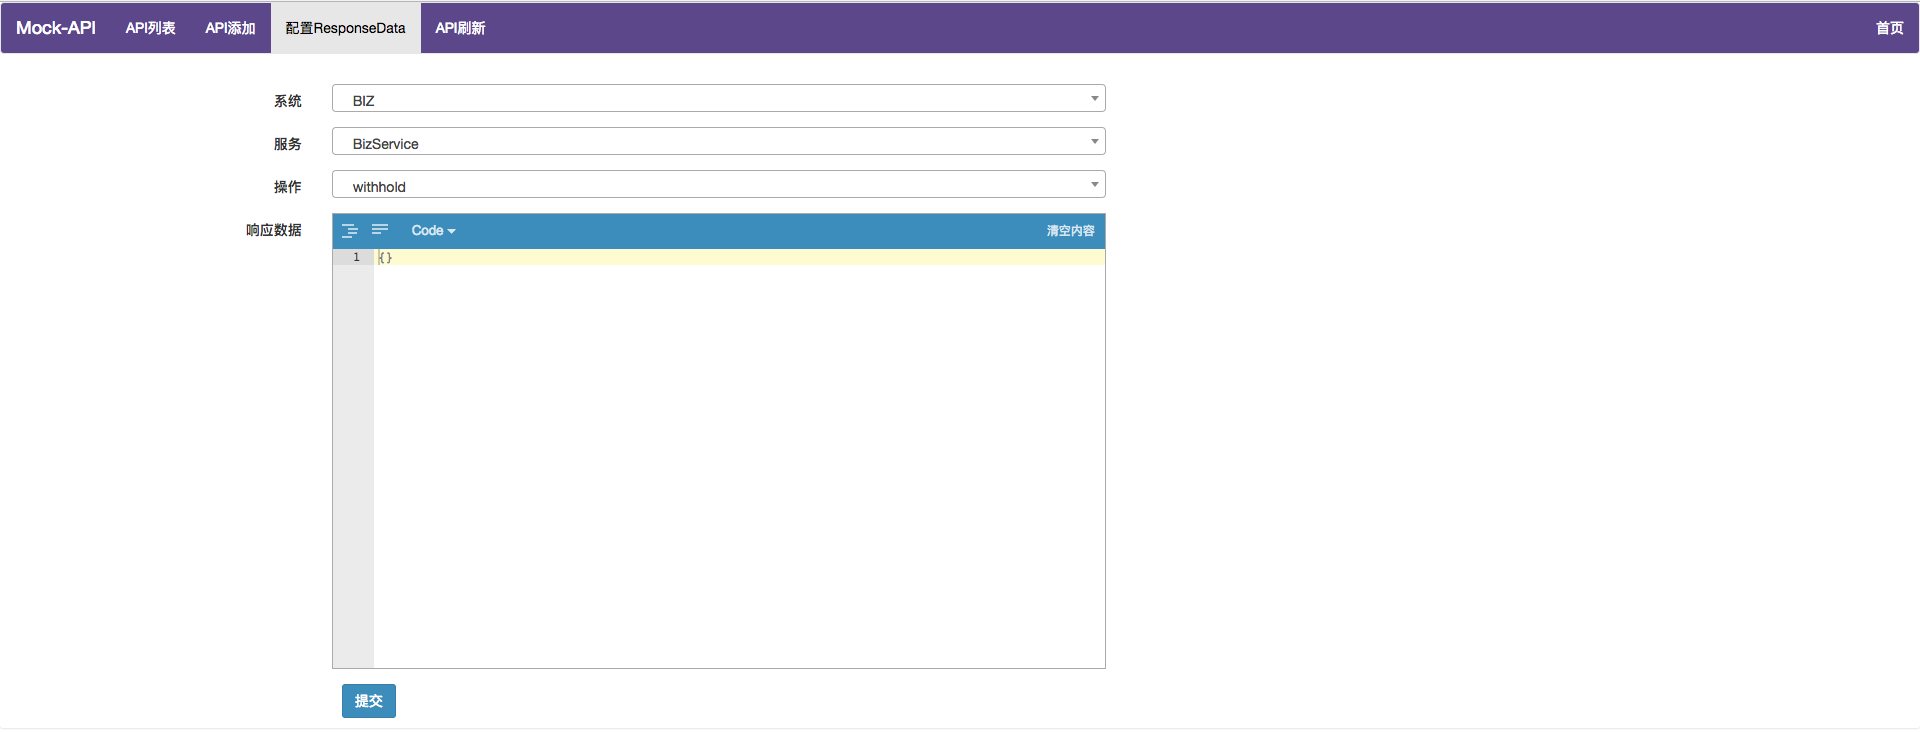 Mock-API API列表 API添加 配置ResponseData API刷新 首页
系统 BIZ
服务 BizService
操作 withhold
响应数据 Code 清空内容
1 {}
提交